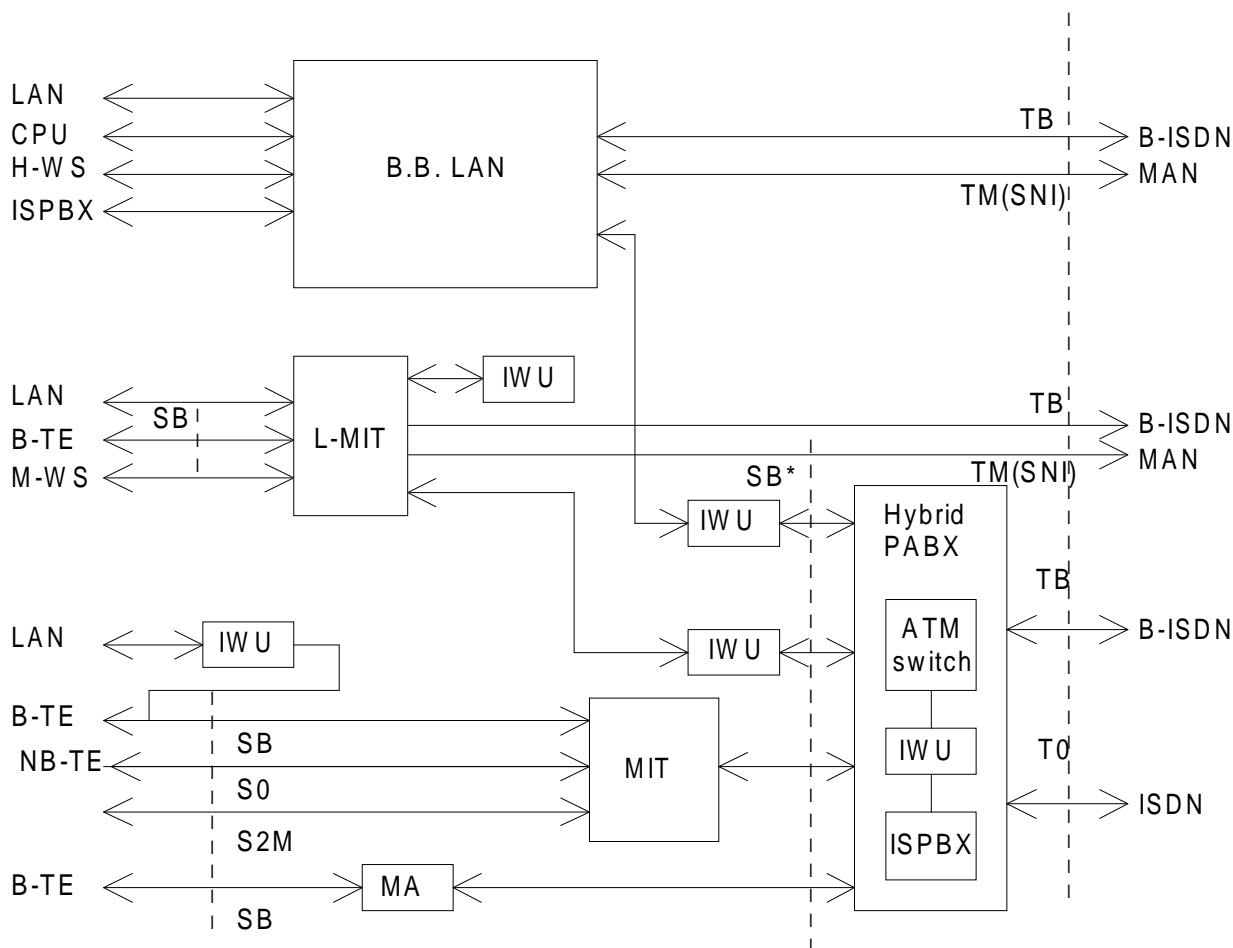 LAN
CPU
H-WS
ISPBX
B.B. LAN
TB
B-ISDN
MAN
TM(SNI)
LAN
B-TE
M-WS
SB
L-MIT
IWU
TB
B-ISDN
MAN
TM(SNI)
SB*
IWU
Hybrid
PABX
TB
B-ISDN
ATM
switch
IWU
LAN
IWU
B-TE
NB-TE
SB
S0
S2M
MIT
IWU
T0
ISDN
ISPBX
B-TE
MA
SB